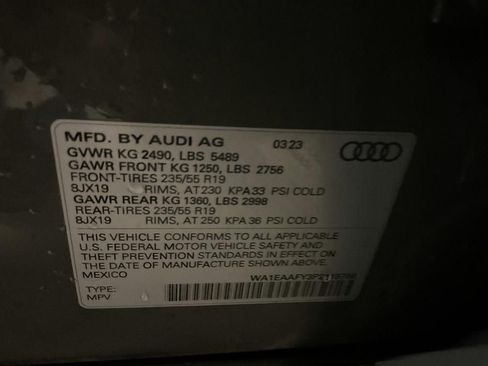 MFD. BY AUDI AG 03 23
GVWR KG 2490, LBS 5489
GAWR FRONT KG 1250, LBS 2756
FRONT-TIRES 235/55 R19
8JX19 RIMS, AT 230 KPA 33 PSI COLD
GAWR REAR KG 1360, LBS 2998
REAR-TIRES 235/55 R19
8JX19 RIMS, AT 250 KPA 36 PSI COLD
THIS VEHICLE CONFORMS TO ALL APPLICABLE
U.S. FEDERAL MOTOR VEHICLE SAFETY AND
THEFT PREVENTION STANDARDS IN EFFECT ON
THE DATE OF MANUFACTURE SHOWN ABOVE.
MEXICO
TYPE:
MPV